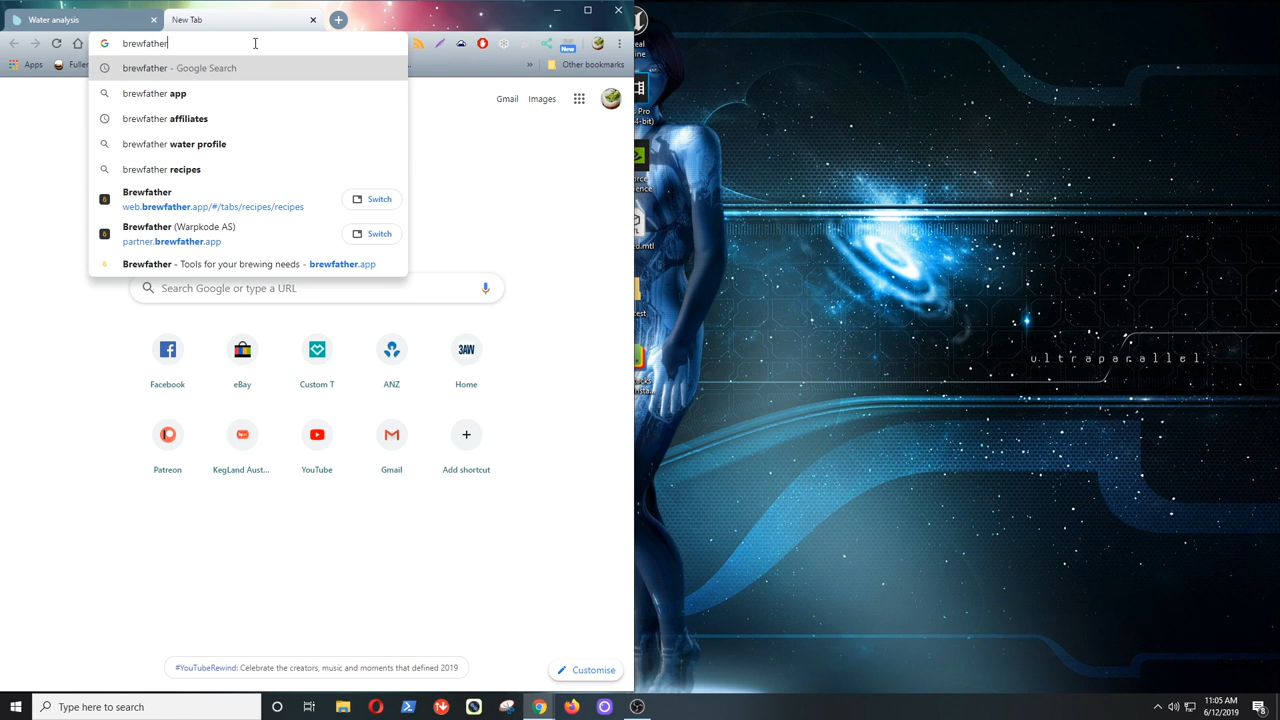 Water analysis
New Tab
brewfather
New
Apps
Fuller
Other bookmarks
brewfather - Google Search
brewfather app
brewfather affiliates
brewfather water profile
brewfather recipes
Brewfather
web.brewfather.app/#/tabs/recipes/recipes
Switch
Brewfather (Warpkode AS)
partner.brewfather.app
Switch
Brewfather - Tools for your brewing needs - brewfather.app
Gmail
Images
Search Google or type a URL
Facebook
eBay
Custom T
ANZ
3AW
Home
Patreon
KegLand Aust...
YouTube
Gmail
Add shortcut
#YouTubeRewind: Celebrate the creators, music and moments that defined 2019
Customise
ultraparallel
Type here to search
11:05 AM
6/12/2019